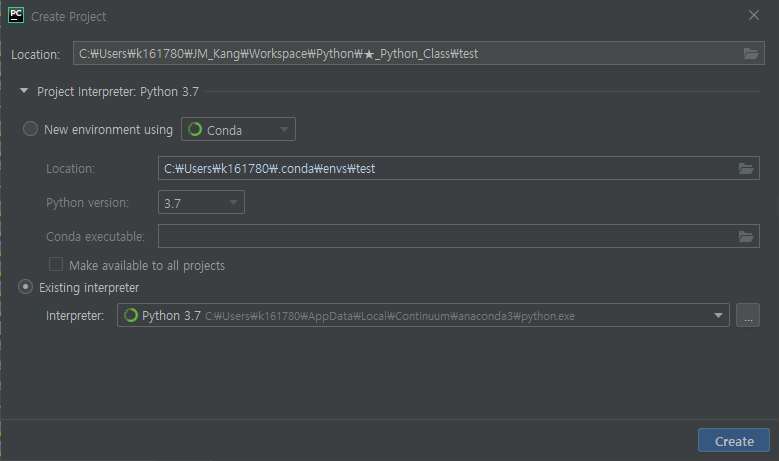 PC Create Project
Location: C:₩Users₩k161780₩JM_Kang₩Workspace₩Python₩★_Python_Class₩test
Project Interpreter: Python 3.7
New environment using Conda
Location: C:₩Users₩k161780₩.conda₩envs₩test
Python version: 3.7
Conda executable:
Make available to all projects
Existing interpreter
Interpreter: Python 3.7 C:₩Users₩k161780₩AppData₩Local₩Continuum₩anaconda3₩python.exe ...
Create